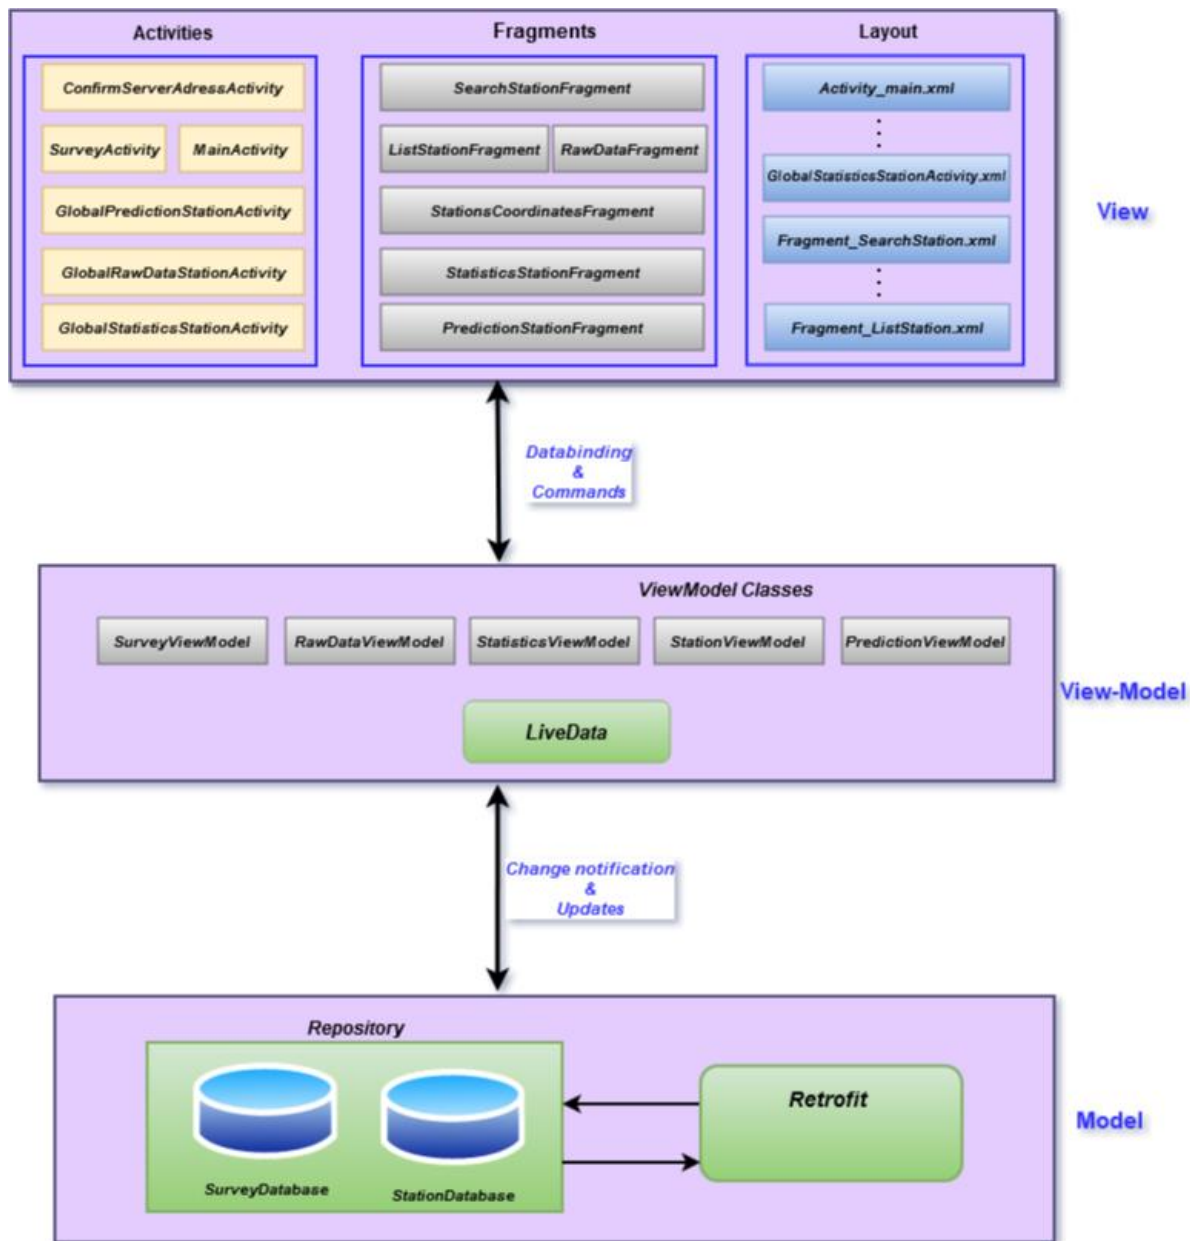 Activities
Fragments
Layout
ConfirmServerAdressActivity
SurveyActivity
MainActivity
GlobalPredictionStationActivity
GlobalRawDataStationActivity
GlobalStatisticsStationActivity
SearchStationFragment
ListStationFragment
RawDataFragment
StationsCoordinatesFragment
StatisticsStationFragment
PredictionStationFragment
Activity_main.xml
GlobalStatisticsStationActivity.xml
Fragment_SearchStation.xml
Fragment_ListStation.xml
View
Databinding
&
Commands
ViewModel Classes
SurveyViewModel
RawDataViewModel
StatisticsViewModel
StationViewModel
PredictionViewModel
LiveData
View-Model
Change notification
&
Updates
Repository
SurveyDatabase
StationDatabase
Retrofit
Model